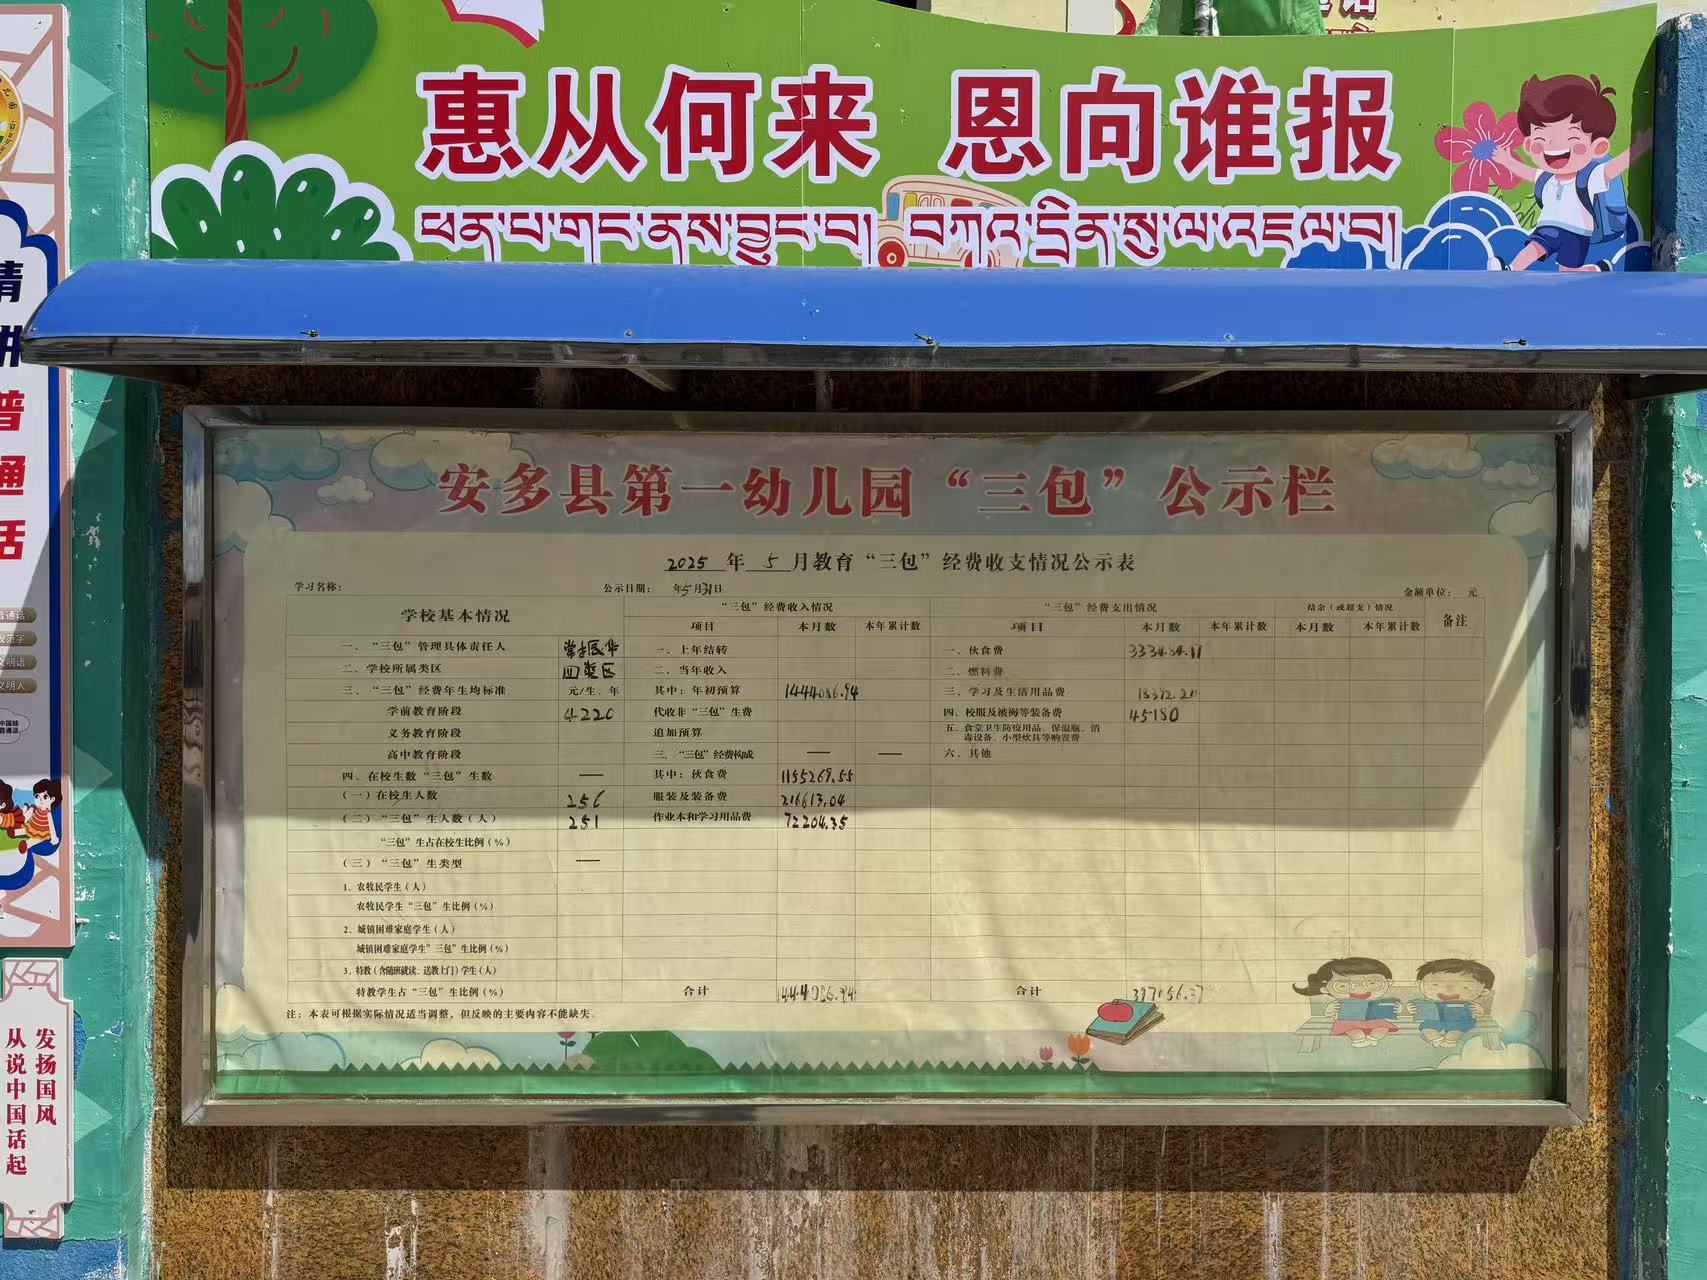 惠从何来 恩向谁报
ཕན་པ་གང་ནས་བྱུང་བ། བཀའ་དྲིན་སུ་ལ་འཇལ་བ།
普
通
话
发扬国风
从说中国话起
安多县第一幼儿园“三包”公示栏
2025 年 5 月教育“三包”经费收支情况公示表
学习名称： 公示日期： 年5月31日 金额单位： 元
学校基本情况 “三包”经费收入情况 “三包”经费支出情况 结余（或超支）情况 备注
项目 本月数 本年累计数 项目 本月数 本年累计数 本月数 本年累计数
一、“三包”管理具体责任人 一、上年结转 一、伙食费 333484.11
二、学校所属类区 四类区 二、当年收入 二、燃料费
三、“三包”经费年生均标准 元/生、年 其中：年初预算 1444086.94 三、学习及生活用品费
学前教育阶段 4220 代收非“三包”生费 四、校服及被褥等装备费 45180
义务教育阶段 追加预算 五、食堂卫生防疫用品、保温瓶、消毒设备、小型炊具等购置费
高中教育阶段 三、“三包”经费构成 — — 六、其他
四、在校生数“三包”生数 — 其中：伙食费 1155269.55
（一）在校生人数 256 服装及装备费 216613.04
（二）“三包”生人数（人） 251 作业本和学习用品费 72204.35
“三包”生占在校生比例（%）
（三）“三包”生类型 —
1、农牧民学生（人）
农牧民学生“三包”生比例（%）
2、城镇困难家庭学生（人）
城镇困难家庭学生“三包”生比例（%）
3、特教（含随班就读、送教上门）学生（人）
特教学生占“三包”生比例（%） 合计 1444086.94 合计
注：本表可根据实际情况适当调整，但反映的主要内容不能缺失。